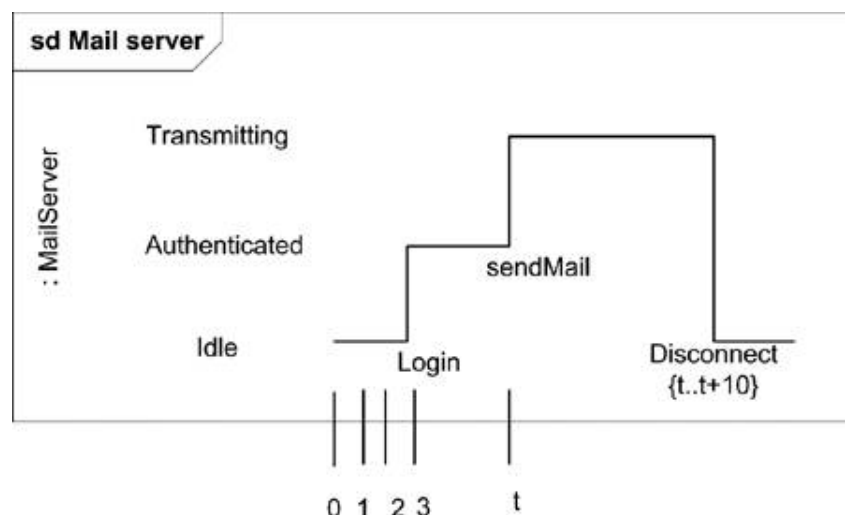 sd Mail server
: MailServer
Transmitting
Authenticated
sendMail
Idle
Login
Disconnect
{t..t+10}
0 1 2 3 t